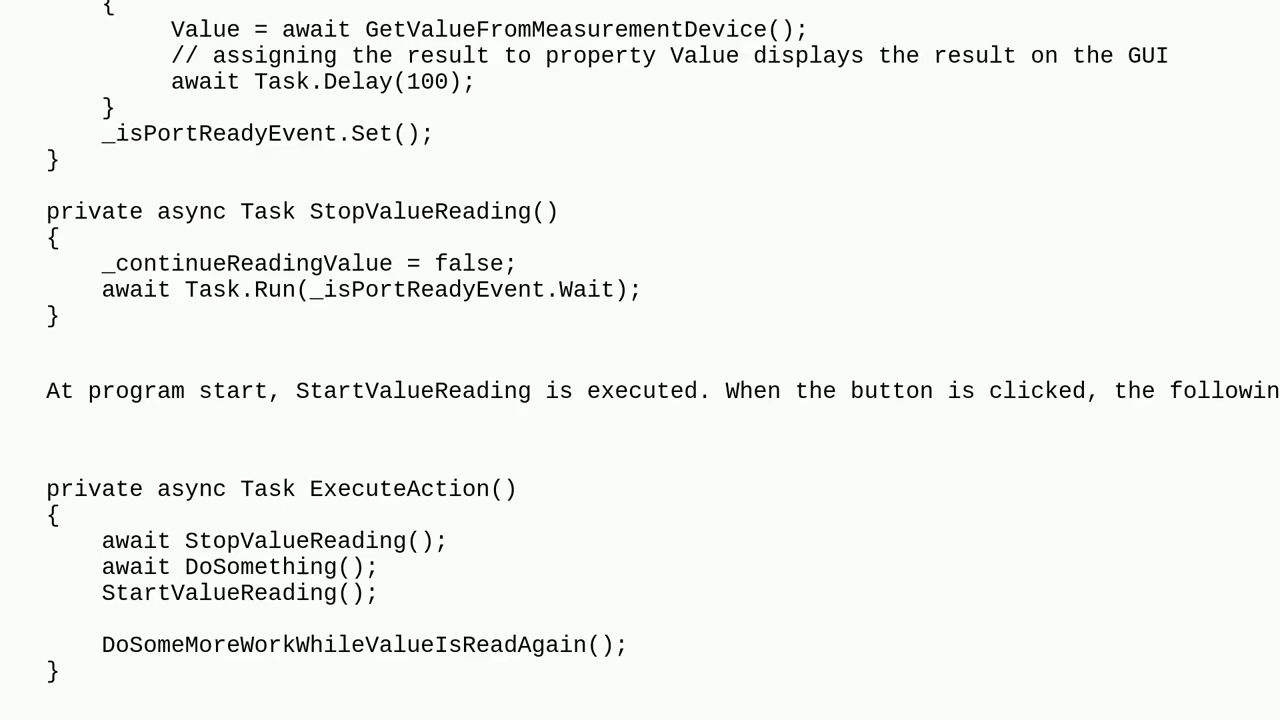 {
Value = await GetValueFromMeasurementDevice();
// assigning the result to property Value displays the result on the GUI
await Task.Delay(100);
}
_isPortReadyEvent.Set();
}
private async Task StopValueReading()
{
_continueReadingValue = false;
await Task.Run(_isPortReadyEvent.Wait);
}
At program start, StartValueReading is executed. When the button is clicked, the followin
private async Task ExecuteAction()
{
await StopValueReading();
await DoSomething();
StartValueReading();
DoSomeMoreWorkWhileValueIsReadAgain();
}